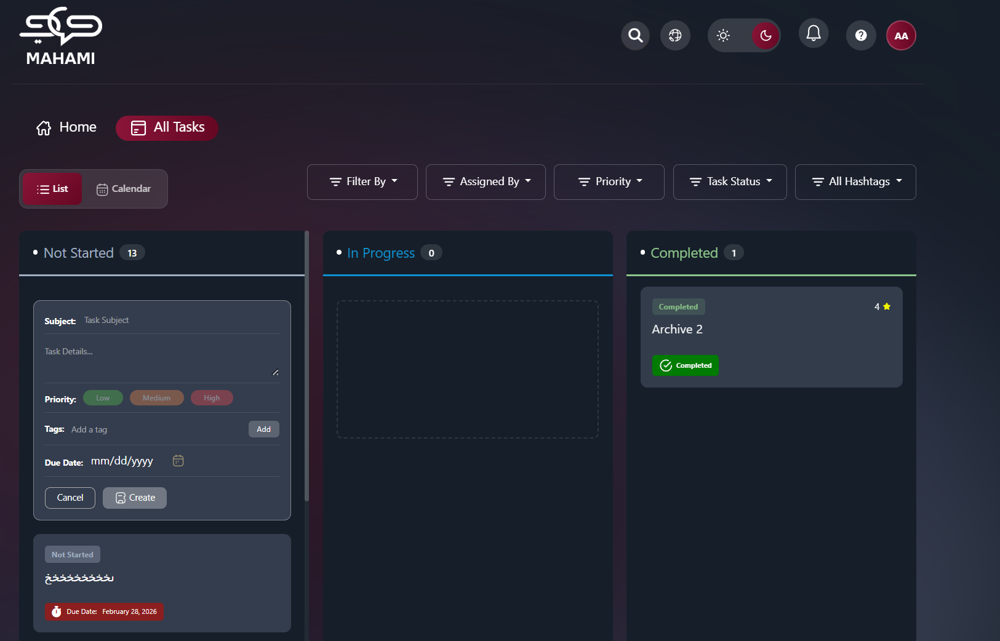 مهامي
MAHAMI
AA
Home
All Tasks
List
Calendar
Filter By
Assigned By
Priority
Task Status
All Hashtags
Not Started 13
Subject: Task Subject
Task Details...
Priority: Low Medium High
Tags: Add a tag Add
Due Date: mm/dd/yyyy
Cancel Create
Not Started
Due Date: February 28, 2026
In Progress 0
Completed 1
Completed 4
Archive 2
Completed